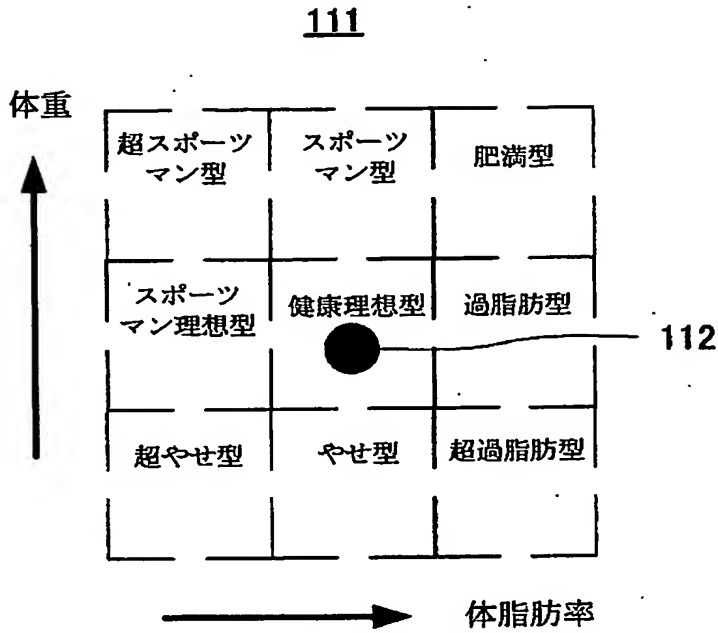 111
体重
超スポーツ
マン型
スポーツ
マン型
肥満型
スポーツ
マン理想型
健康理想型
過脂肪型
112
超やせ型
やせ型
超過脂肪型
体脂肪率